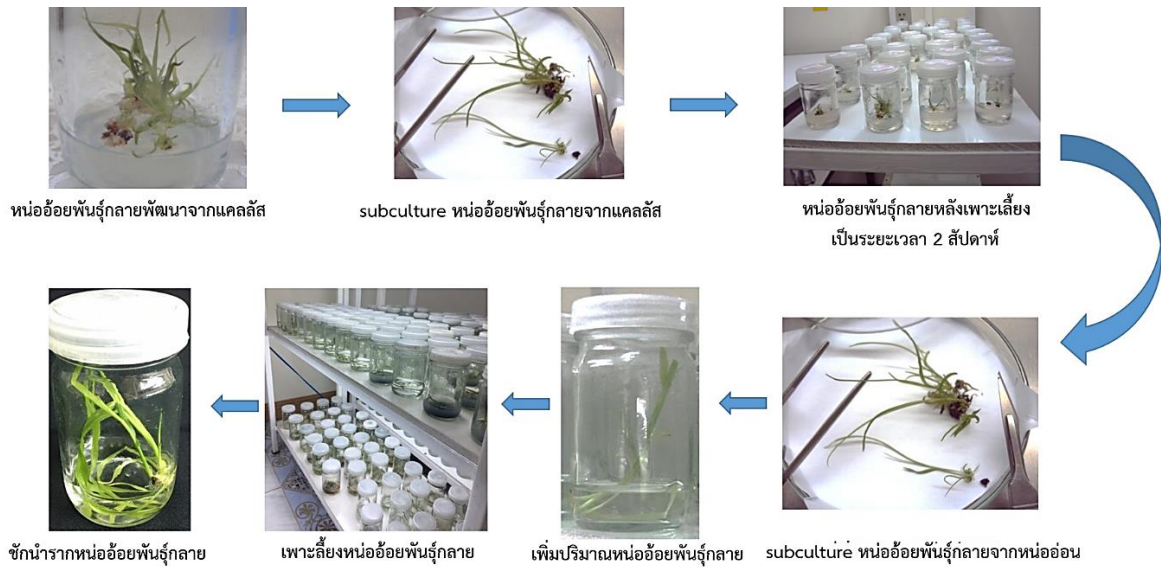 หน่ออ้อยพันธุ์กลายพัฒนาจากแคลลัส
subculture หน่ออ้อยพันธุ์กลายจากแคลลัส
หน่ออ้อยพันธุ์กลายหลังเพาะเลี้ยง
เป็นระยะเวลา 2 สัปดาห์
ชักนำรากหน่ออ้อยพันธุ์กลาย
เพาะลี้ยงหน่ออ้อยพันธุ์กลาย
เพิ่มปริมาณหน่ออ้อยพันธุ์กลาย
subculture หน่ออ้อยพันธุ์กลายจากหน่ออ่อน